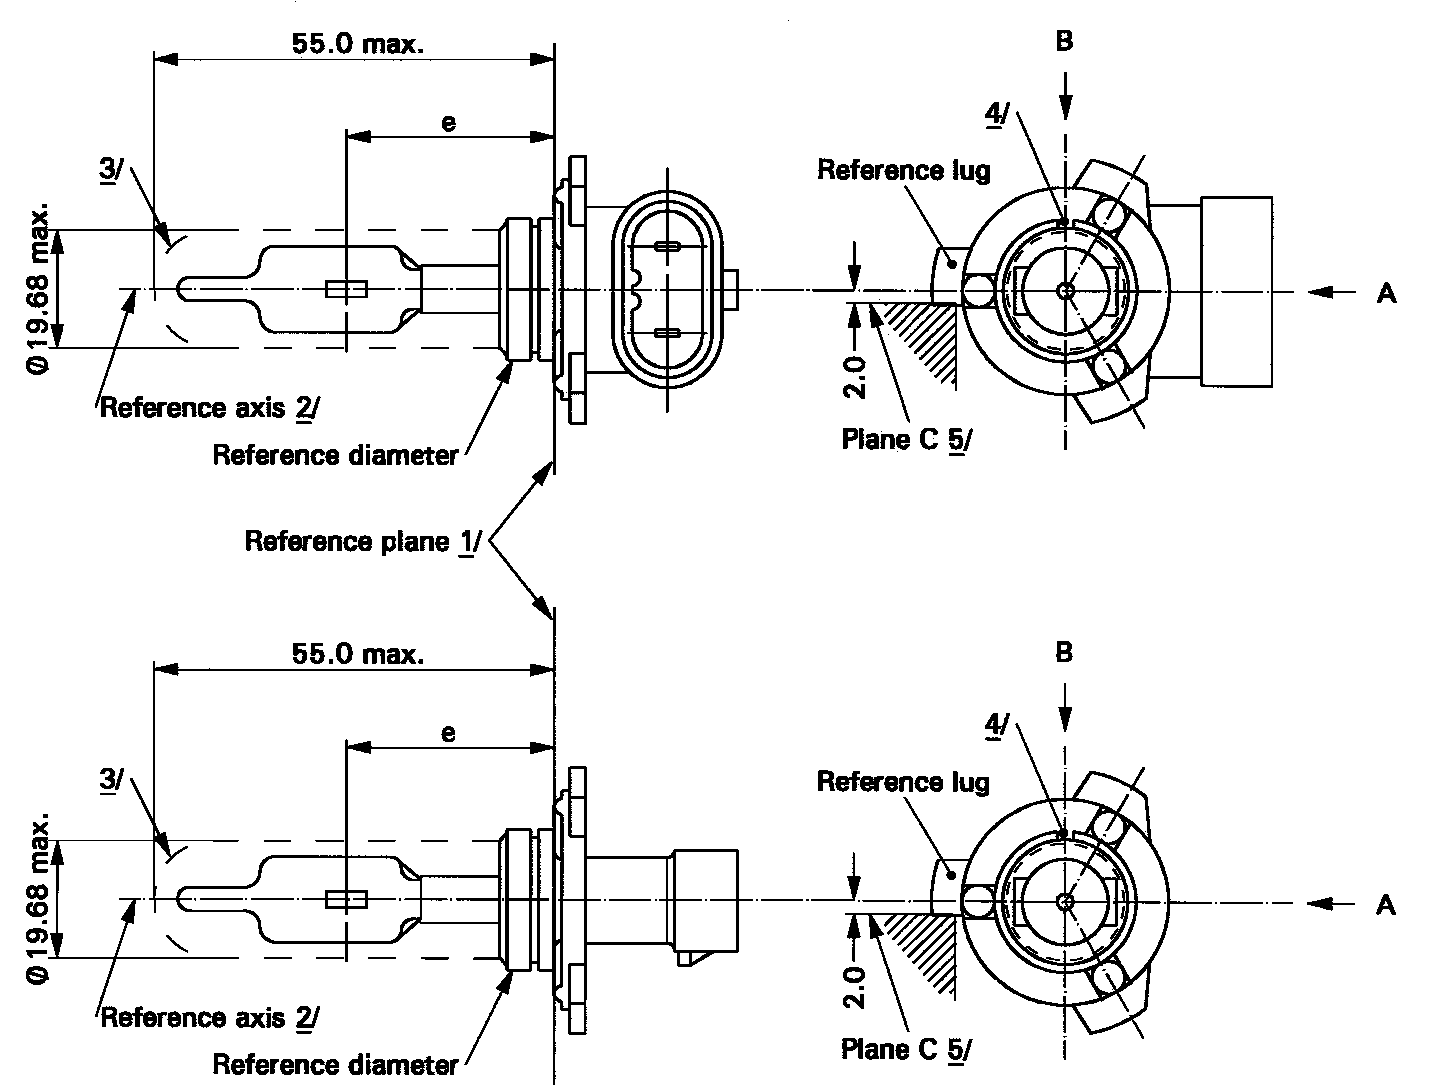 55.0 max.
B
e
4/
3/
Reference lug
Ø19.68 max.
A
2.0
Reference axis 2/
Plane C 5/
Reference diameter
Reference plane 1/
55.0 max.
B
4/
e
3/
Reference lug
Ø19.68 max.
A
2.0
Reference axis 2/
Plane C 5/
Reference diameter